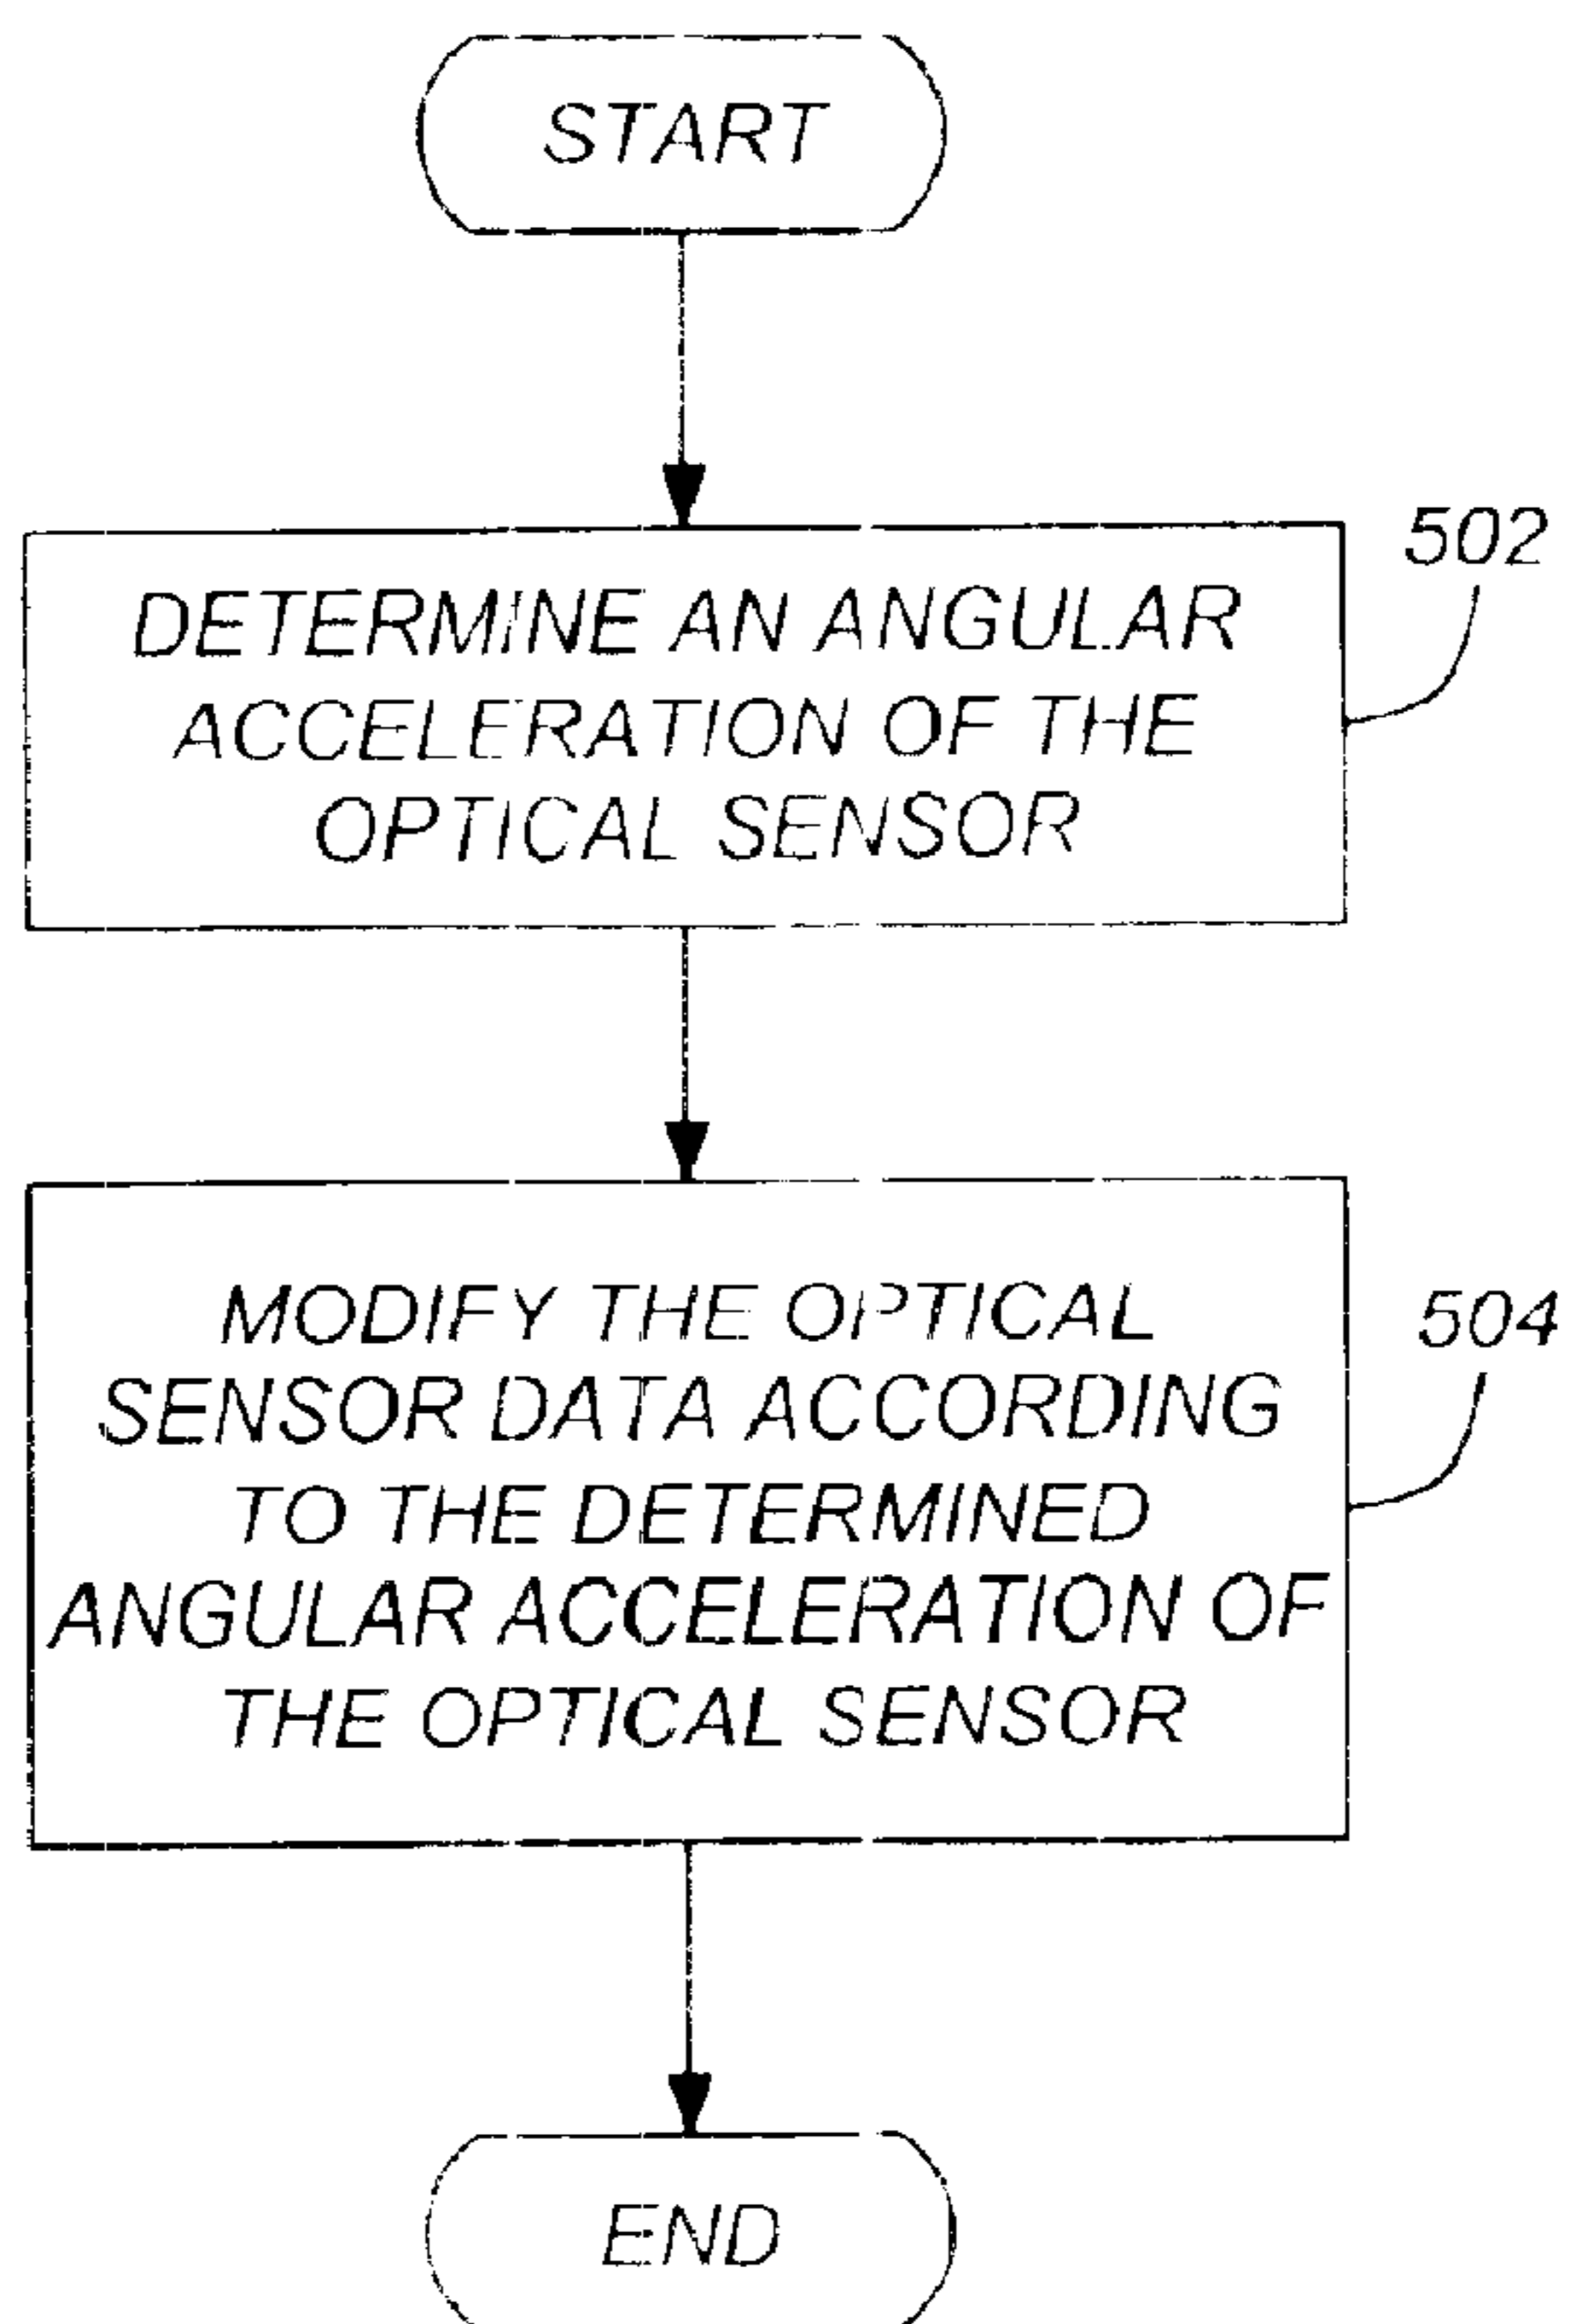 START
502
DETERMINE AN ANGULAR
ACCELERATION OF THE
OPTICAL SENSOR
504
MODIFY THE OPTICAL
SENSOR DATA ACCORDING
TO THE DETERMINED
ANGULAR ACCELERATION OF
THE OPTICAL SENSOR
END